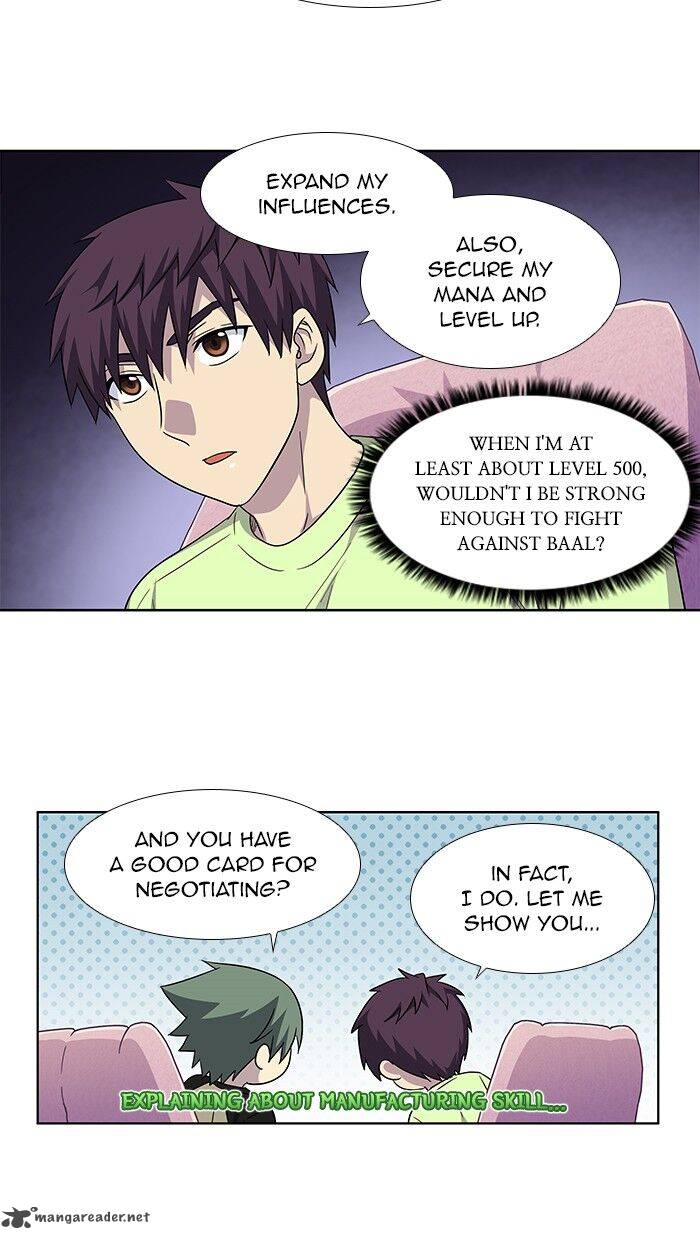 EXPAND MY
INFLUENCES.
ALSO,
SECURE MY
MANA AND
LEVEL UP.
WHEN I'M AT
LEAST ABOUT LEVEL 500,
WOULDN'T I BE STRONG
ENOUGH TO FIGHT
AGAINST BAAL?
AND YOU HAVE
A GOOD CARD FOR
NEGOTIATING?
IN FACT,
I DO. LET ME
SHOW YOU...
EXPLAINING ABOUT MANUFACTURING SKILL...
mangareader.net